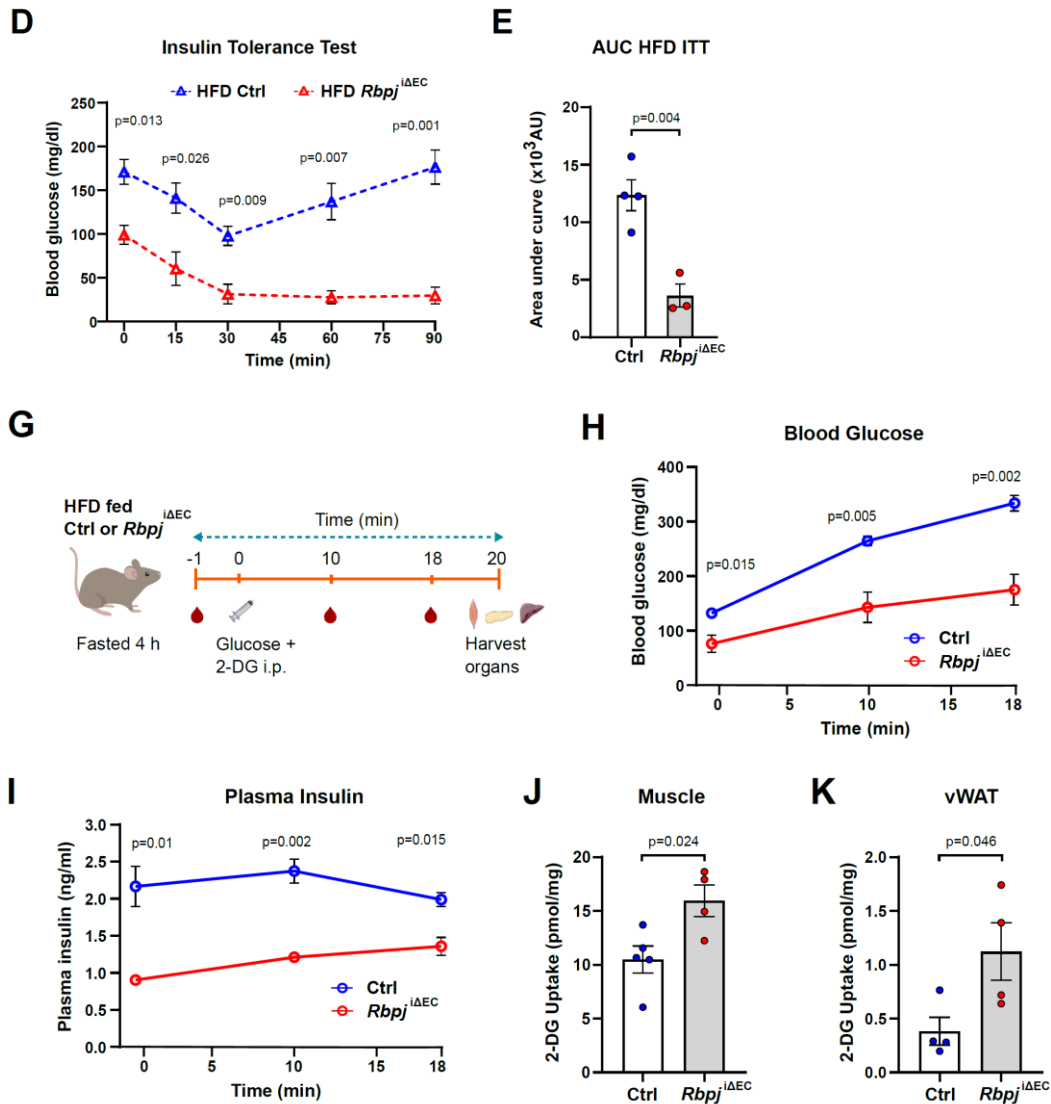 D
Insulin Tolerance Test
HFD Ctrl
HFD Rbpj iΔEC
Blood glucose (mg/dl)
250
200
150
100
50
0
p=0.013
p=0.026
p=0.009
p=0.007
p=0.001
0 15 30 45 60 75 90
Time (min)
E
AUC HFD ITT
Area under curve (x10³AU)
20
15
10
5
0
p=0.004
Ctrl Rbpj iΔEC
G
HFD fed
Ctrl or Rbpj iΔEC
Time (min)
-1 0 10 18 20
Fasted 4 h
Glucose +
2-DG i.p.
Harvest
organs
H
Blood Glucose
Blood glucose (mg/dl)
400
300
200
100
0
p=0.015
p=0.005
p=0.002
Ctrl
Rbpj iΔEC
0 5 10 15 18
Time (min)
I
Plasma Insulin
Plasma insulin (ng/ml)
3.0
2.5
2.0
1.5
1.0
0.5
0.0
p=0.01
p=0.002
p=0.015
Ctrl
Rbpj iΔEC
0 5 10 15 18
Time (min)
J
Muscle
2-DG Uptake (pmol/mg)
20
15
10
5
0
p=0.024
Ctrl Rbpj iΔEC
K
vWAT
2-DG Uptake (pmol/mg)
2.0
1.5
1.0
0.5
0.0
p=0.046
Ctrl Rbpj iΔEC